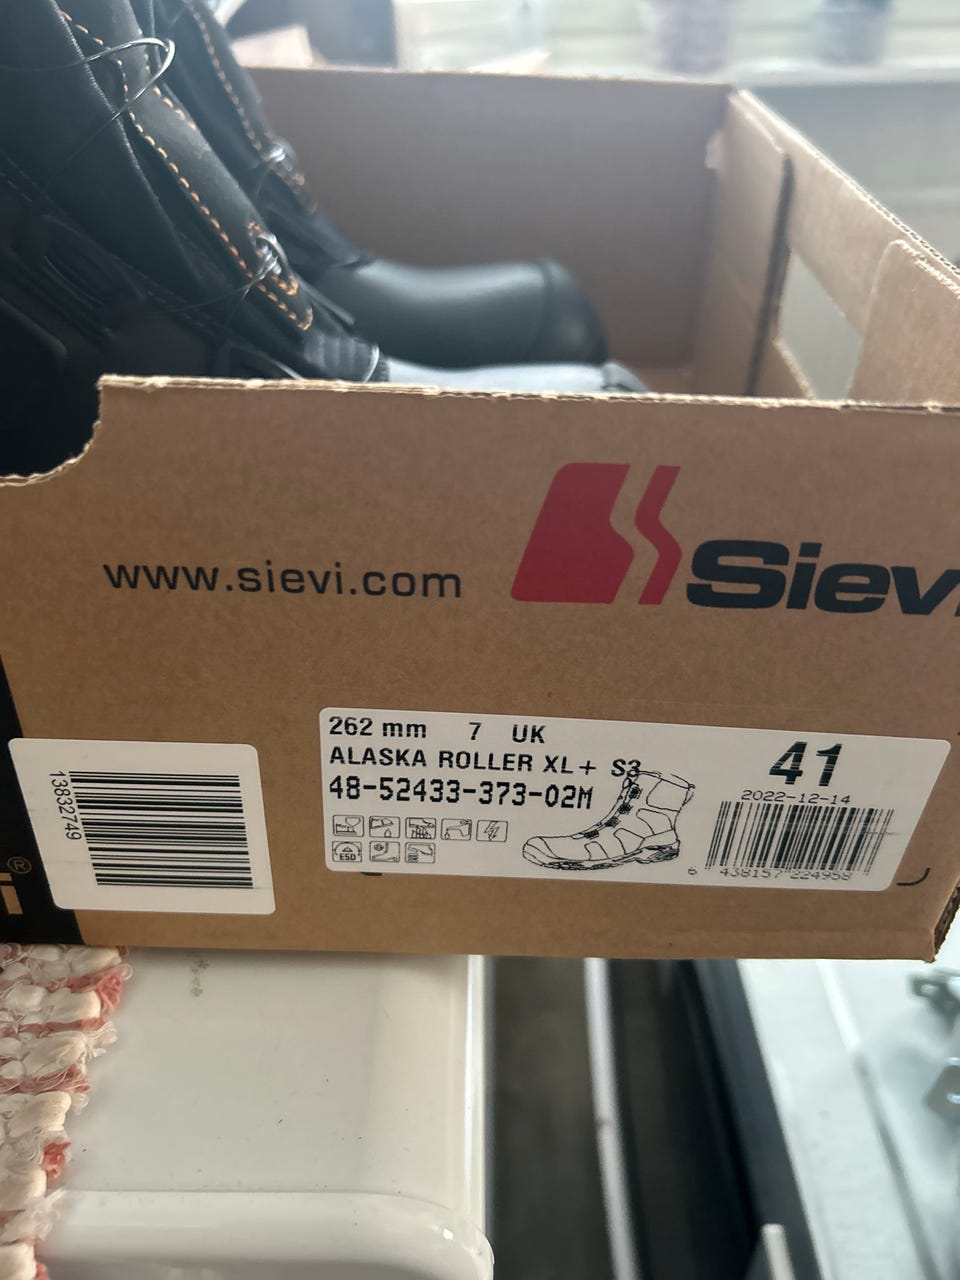 www.sievi.com
Siev
262 mm 7 UK
ALASKA ROLLER XL+ S3
48-52433-373-02M
41
2022-12-14
ESD
6 438157 224958
13832749
®